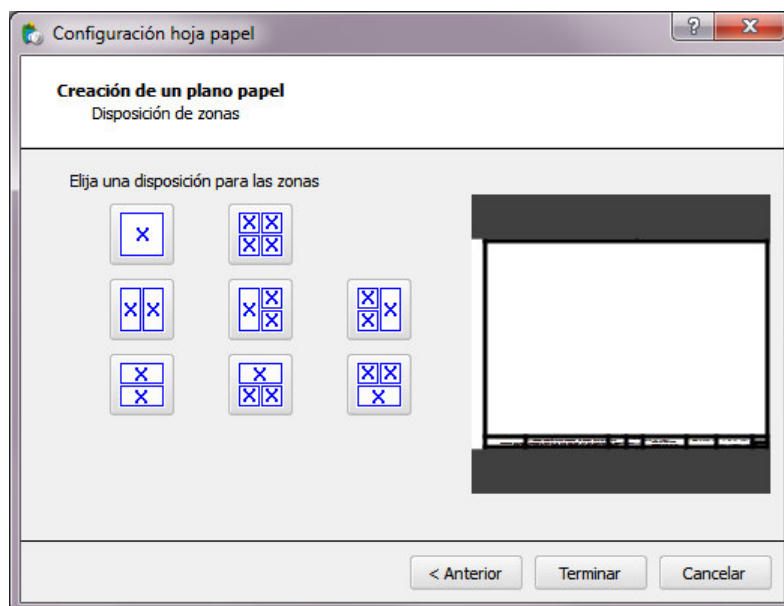 Configuración hoja papel
Creación de un plano papel
Disposición de zonas
Elija una disposición para las zonas
X
X X
X X
X X
X X
X
X X
X
X
X
X
X X
X X
X
< Anterior Terminar Cancelar